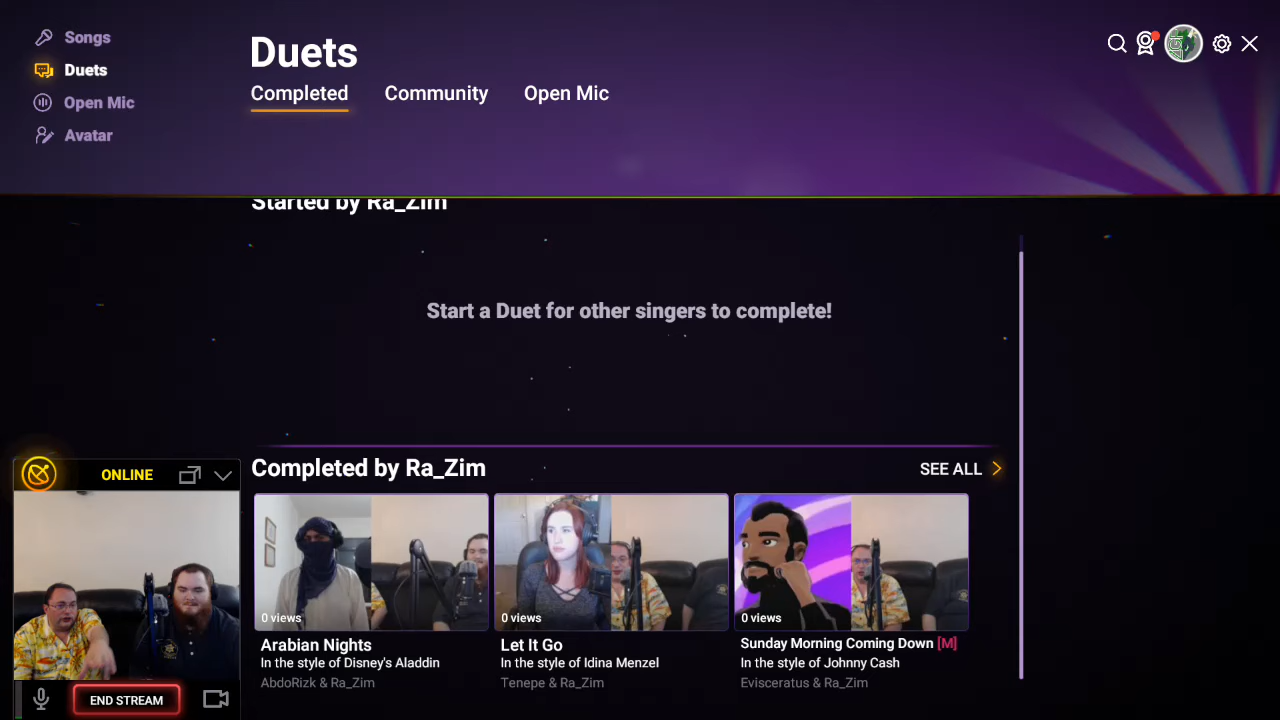 Songs
Duets
Open Mic
Avatar
Duets
Completed
Community
Open Mic
Started by Ra_Zim
Start a Duet for other singers to complete!
Completed by Ra_Zim
SEE ALL
0 views
Arabian Nights
In the style of Disney's Aladdin
AbdoRizk & Ra_Zim
0 views
Let It Go
In the style of Idina Menzel
Tenepe & Ra_Zim
0 views
Sunday Morning Coming Down [M]
In the style of Johnny Cash
Evisceratus & Ra_Zim
ONLINE
END STREAM